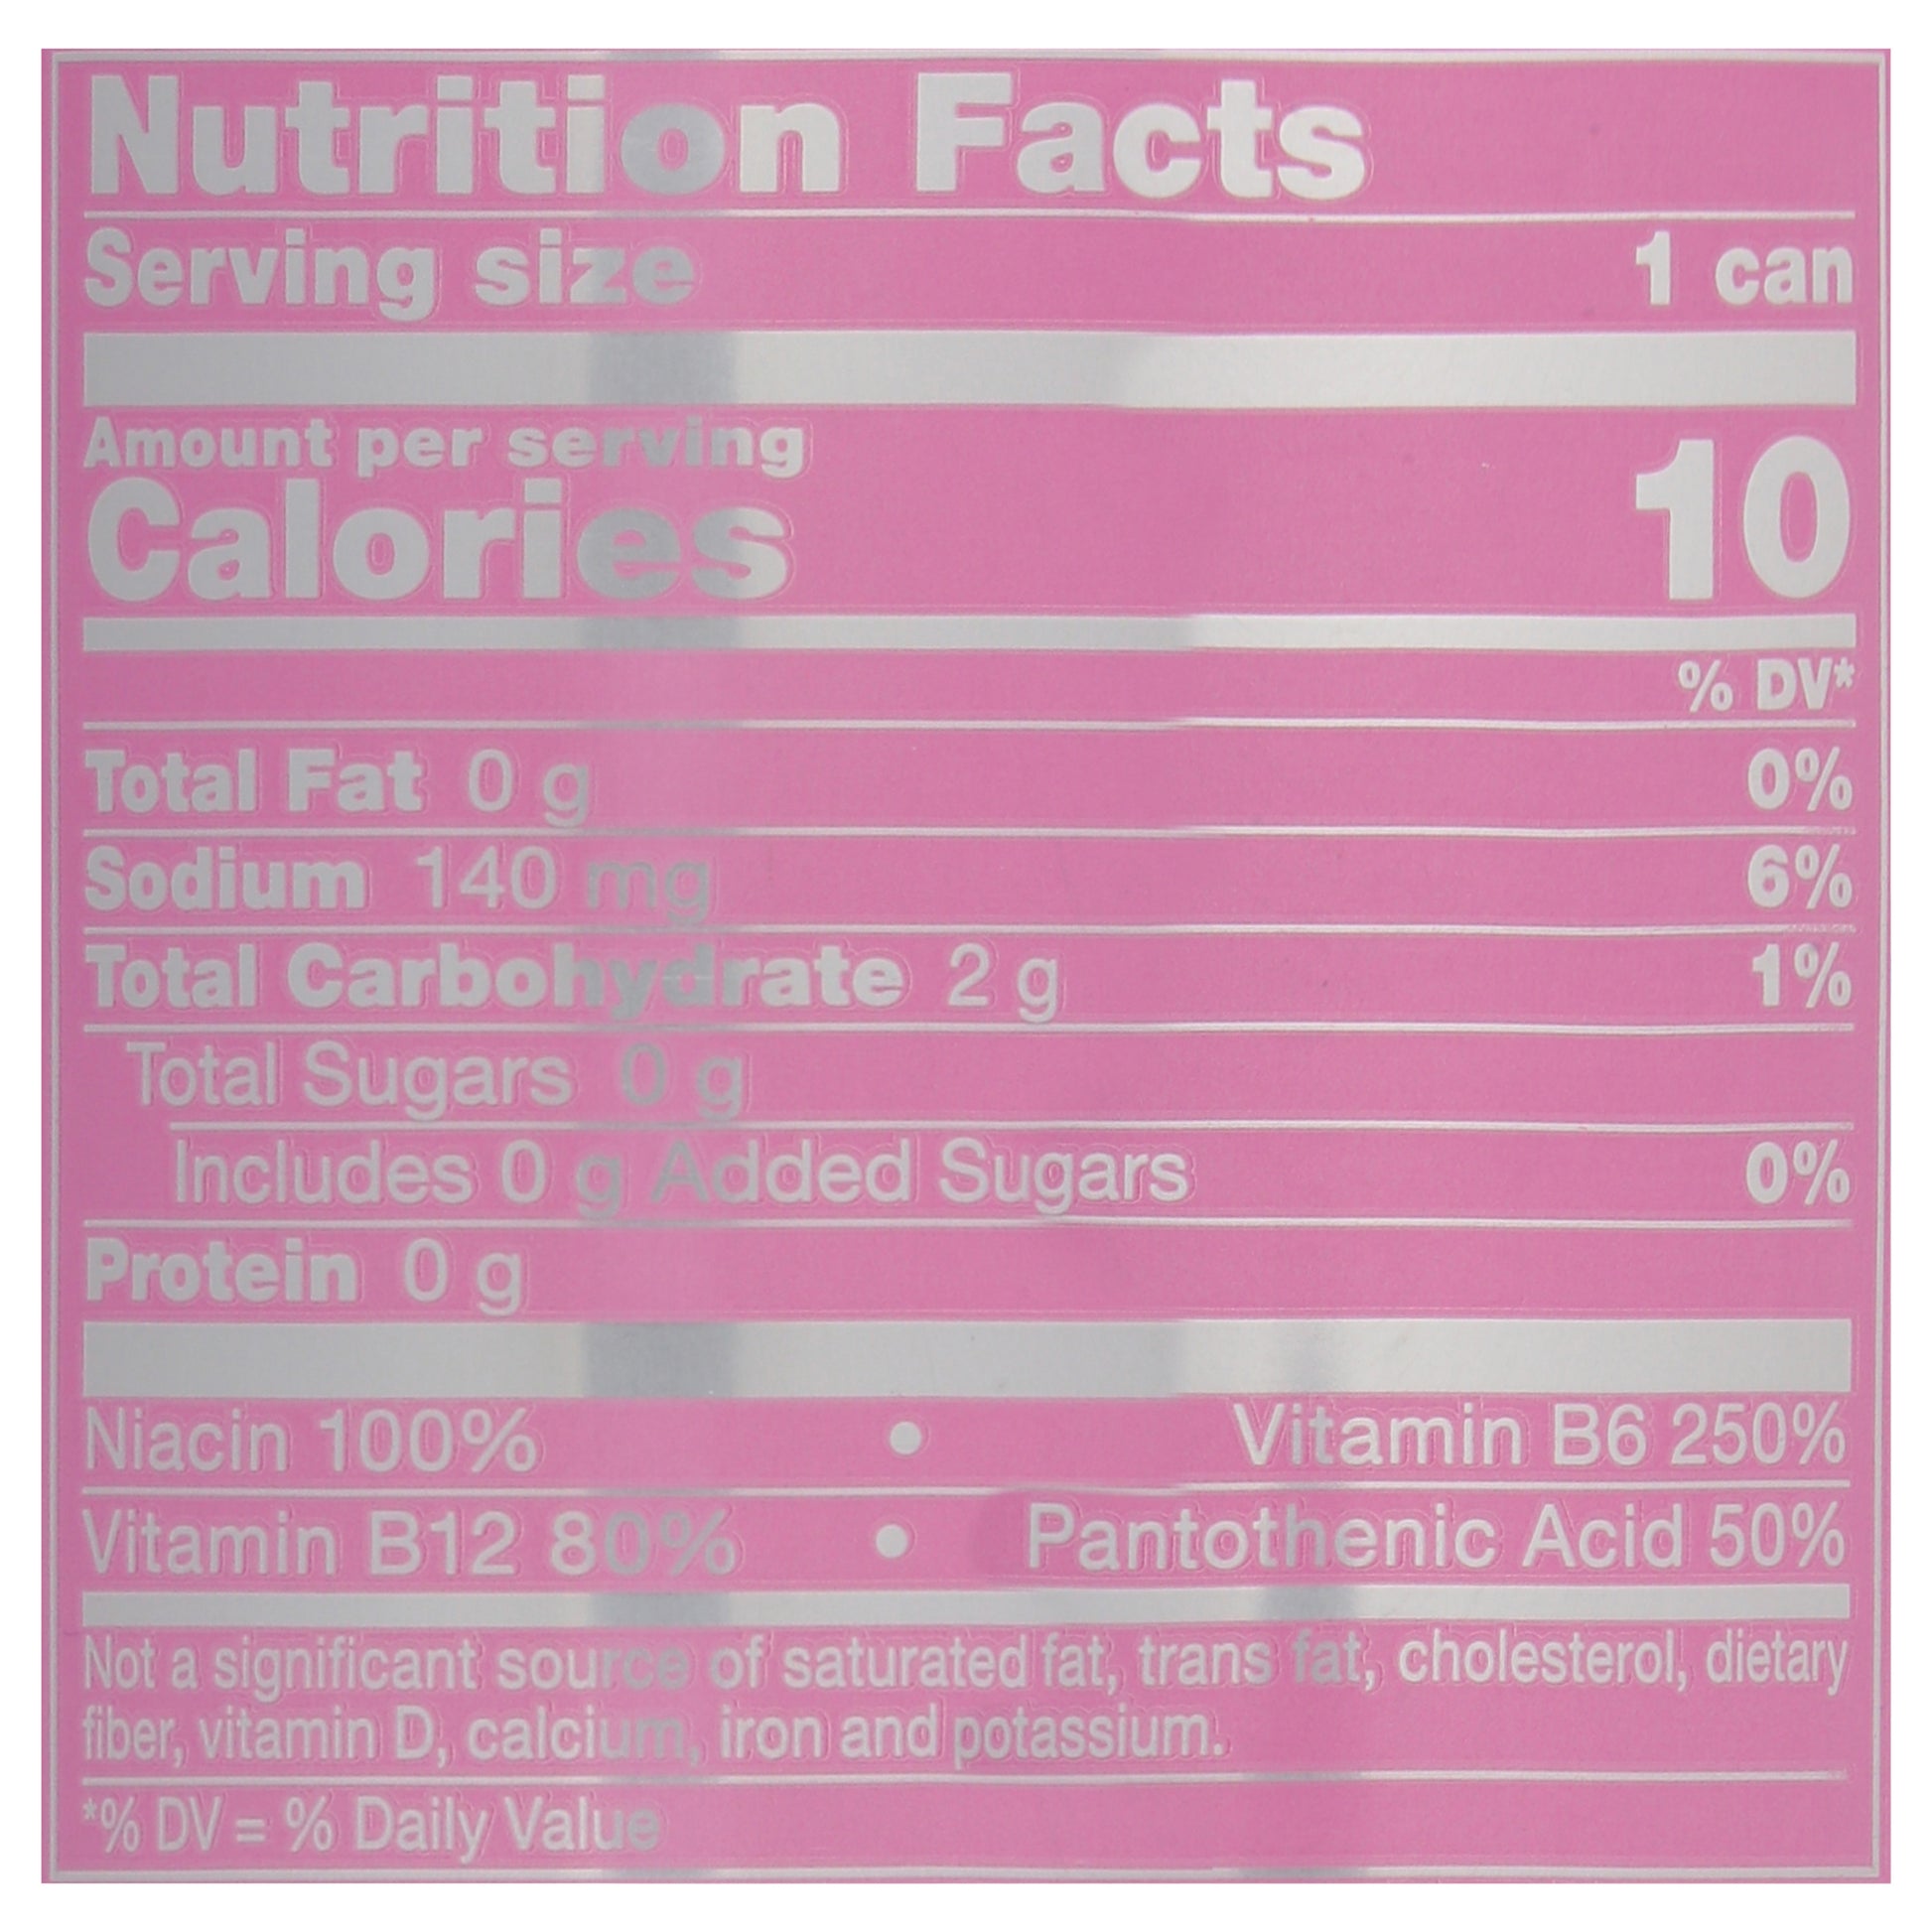 Nutrition Facts
Serving size 1 can
Amount per serving
Calories 10
% DV*
Total Fat 0 g 0%
Sodium 140 mg 6%
Total Carbohydrate 2 g 1%
Total Sugars 0 g
Includes 0 g Added Sugars 0%
Protein 0 g
Niacin 100% • Vitamin B6 250%
Vitamin B12 80% • Pantothenic Acid 50%
Not a significant source of saturated fat, trans fat, cholesterol, dietary
fiber, vitamin D, calcium, iron and potassium.
*% DV = % Daily Value